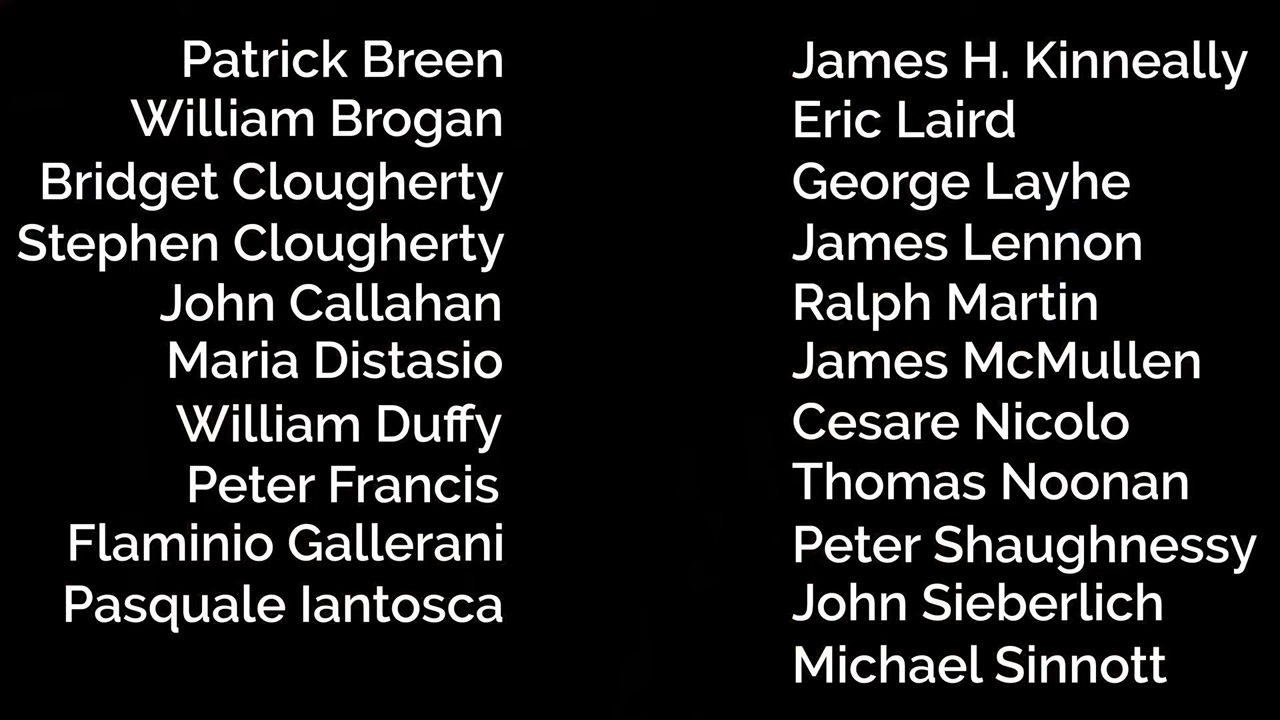 Patrick Breen
William Brogan
Bridget Clougherty
Stephen Clougherty
John Callahan
Maria Distasio
William Duffy
Peter Francis
Flaminio Gallerani
Pasquale Iantosca
James H. Kinneally
Eric Laird
George Layhe
James Lennon
Ralph Martin
James McMullen
Cesare Nicolo
Thomas Noonan
Peter Shaughnessy
John Sieberlich
Michael Sinnott